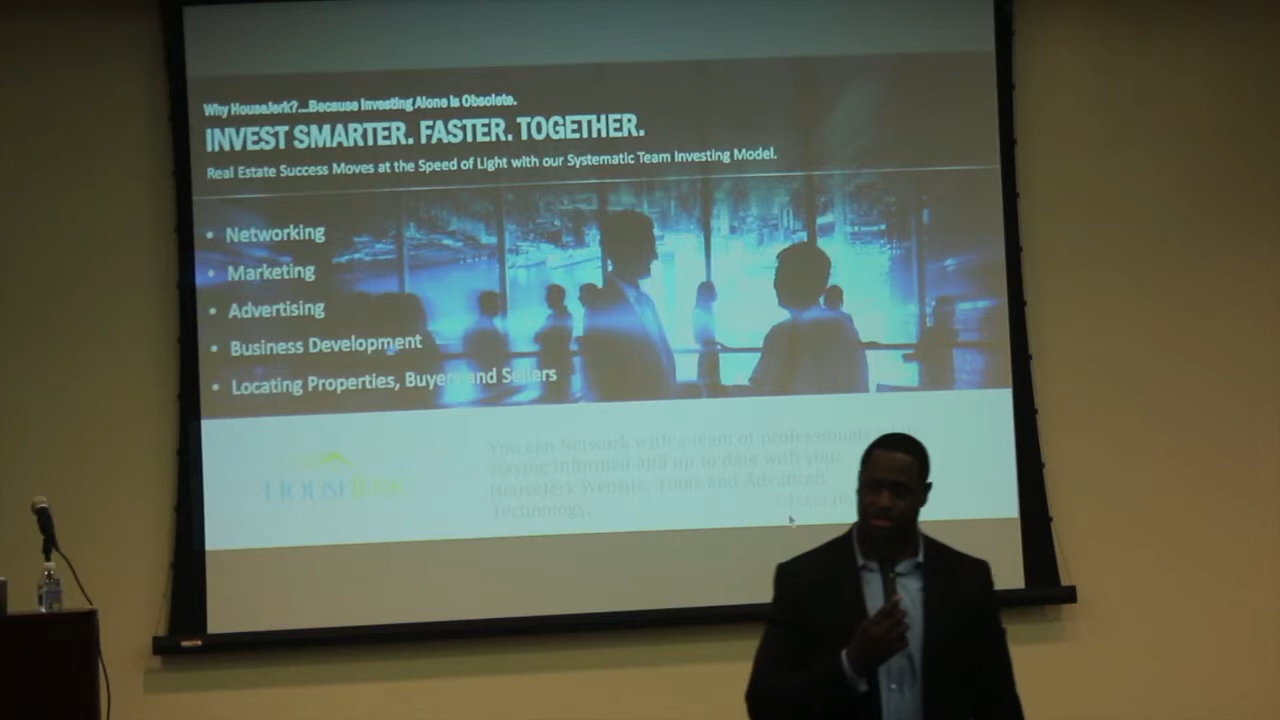 Why HouseJerk?...Because Investing Alone Is Obsolete.
INVEST SMARTER. FASTER. TOGETHER.
Real Estate Success Moves at the Speed of Light with our Systematic Team Investing Model.
• Networking
• Marketing
• Advertising
• Business Development
• Locating Properties, Buyers and Sellers
HOUSEJERK
You can Network with a team of professionals
staying informed and up to date with your
HouseJerk Website, Tools and Advanced
Technology.